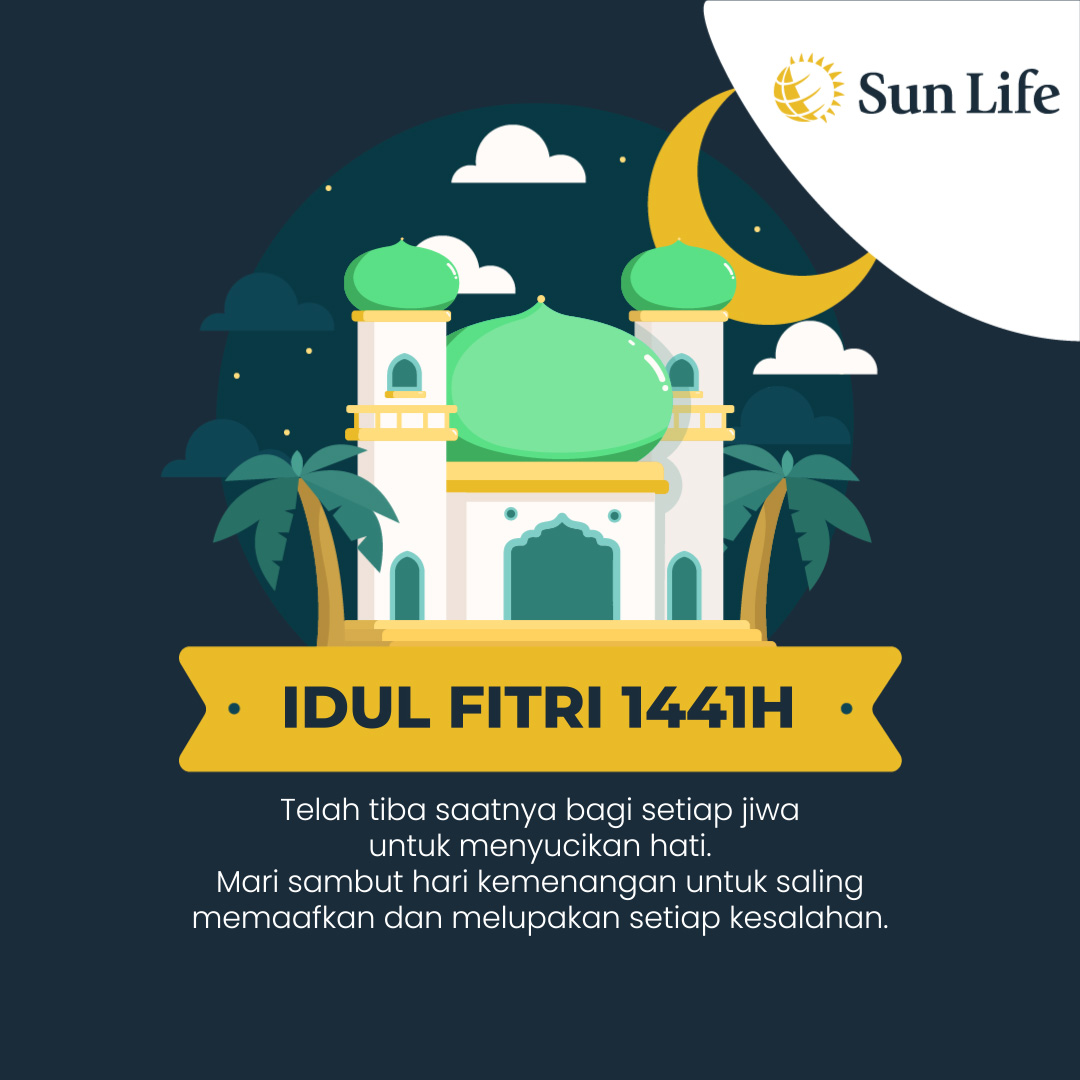 Sun Life
IDUL FITRI 1441H
Telah tiba saatnya bagi setiap jiwa
untuk menyucikan hati.
Mari sambut hari kemenangan untuk saling
memaafkan dan melupakan setiap kesalahan.